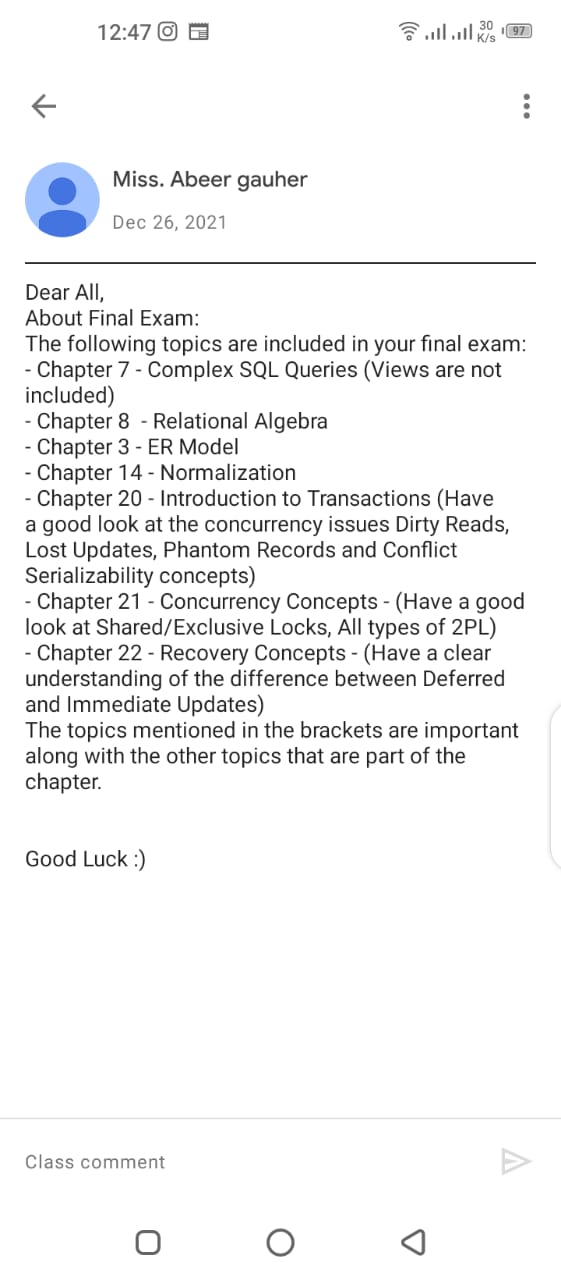 12:47
30
K/s
97
Miss. Abeer gauher
Dec 26, 2021
Dear All,
About Final Exam:
The following topics are included in your final exam:
- Chapter 7 - Complex SQL Queries (Views are not
included)
- Chapter 8  - Relational Algebra
- Chapter 3 - ER Model
- Chapter 14 - Normalization
- Chapter 20 - Introduction to Transactions (Have
a good look at the concurrency issues Dirty Reads,
Lost Updates, Phantom Records and Conflict
Serializability concepts)
- Chapter 21 - Concurrency Concepts - (Have a good
look at Shared/Exclusive Locks, All types of 2PL)
- Chapter 22 - Recovery Concepts - (Have a clear
understanding of the difference between Deferred
and Immediate Updates)
The topics mentioned in the brackets are important
along with the other topics that are part of the
chapter.
Good Luck :)
Class comment